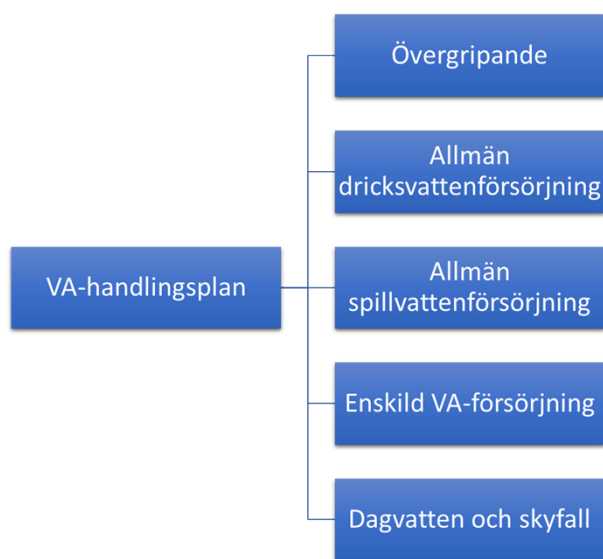 VA-handlingsplan
Övergripande
Allmän
dricksvattenförsörjning
Allmän
spillvattenförsörjning
Enskild VA-försörjning
Dagvatten och skyfall